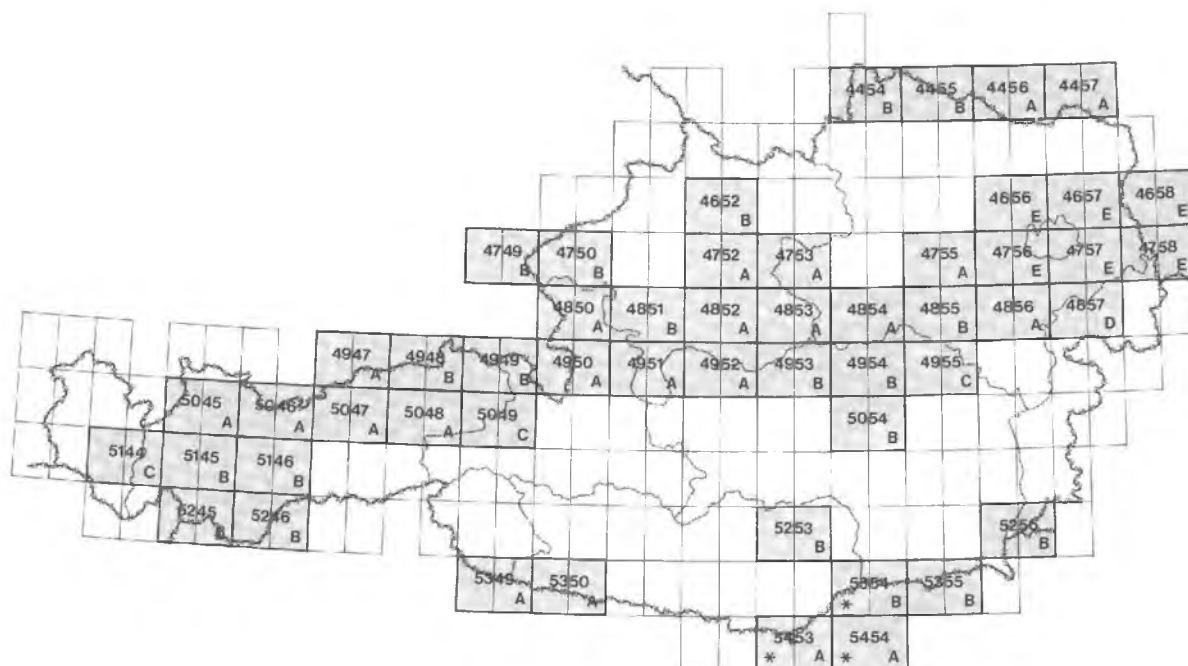 4454 4455 4456 4457
B B A A
4652 4656 4657 4658
B E E E
4749 4750 4752 4753 4755 4756 4757 4758
B B A A A E E E
4850 4851 4852 4853 4854 4855 4856 4857
A B A A A B A D
4947 4948 4949 4950 4951 4952 4953 4954 4955
A B B A A A B B C
5045 5046 5047 5048 5049 5054
A A A A C B
5144 5145 5146
C B B
5245 5246 5253 5256
B B B B
5349 5350 5354 5355
A A * B B
5453 5454
* A * A